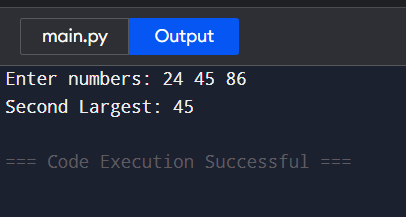 main.py Output
Enter numbers: 24 45 86
Second Largest: 45
=== Code Execution Successful ===